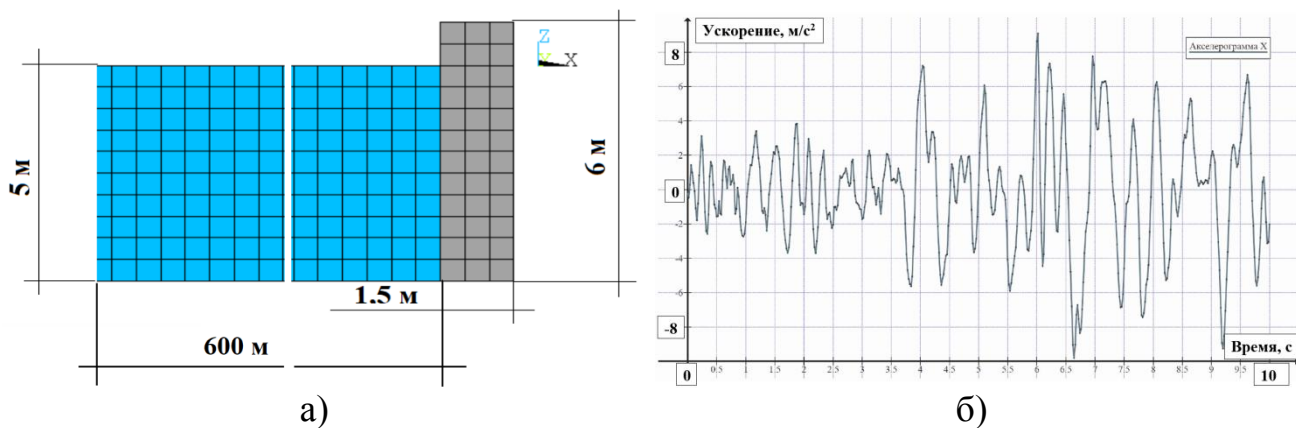 5 м
600 м
1.5 м
6 м
Z
Y
X
а)
Ускорение, м/с²
Акселерограмма X
8
6
4
2
0
-2
-4
-6
-8
Время, с
0
0.5
1
1.5
2
2.5
3
3.5
4
4.5
5
5.5
6
6.5
7
7.5
8
8.5
9
9.5
10
б)